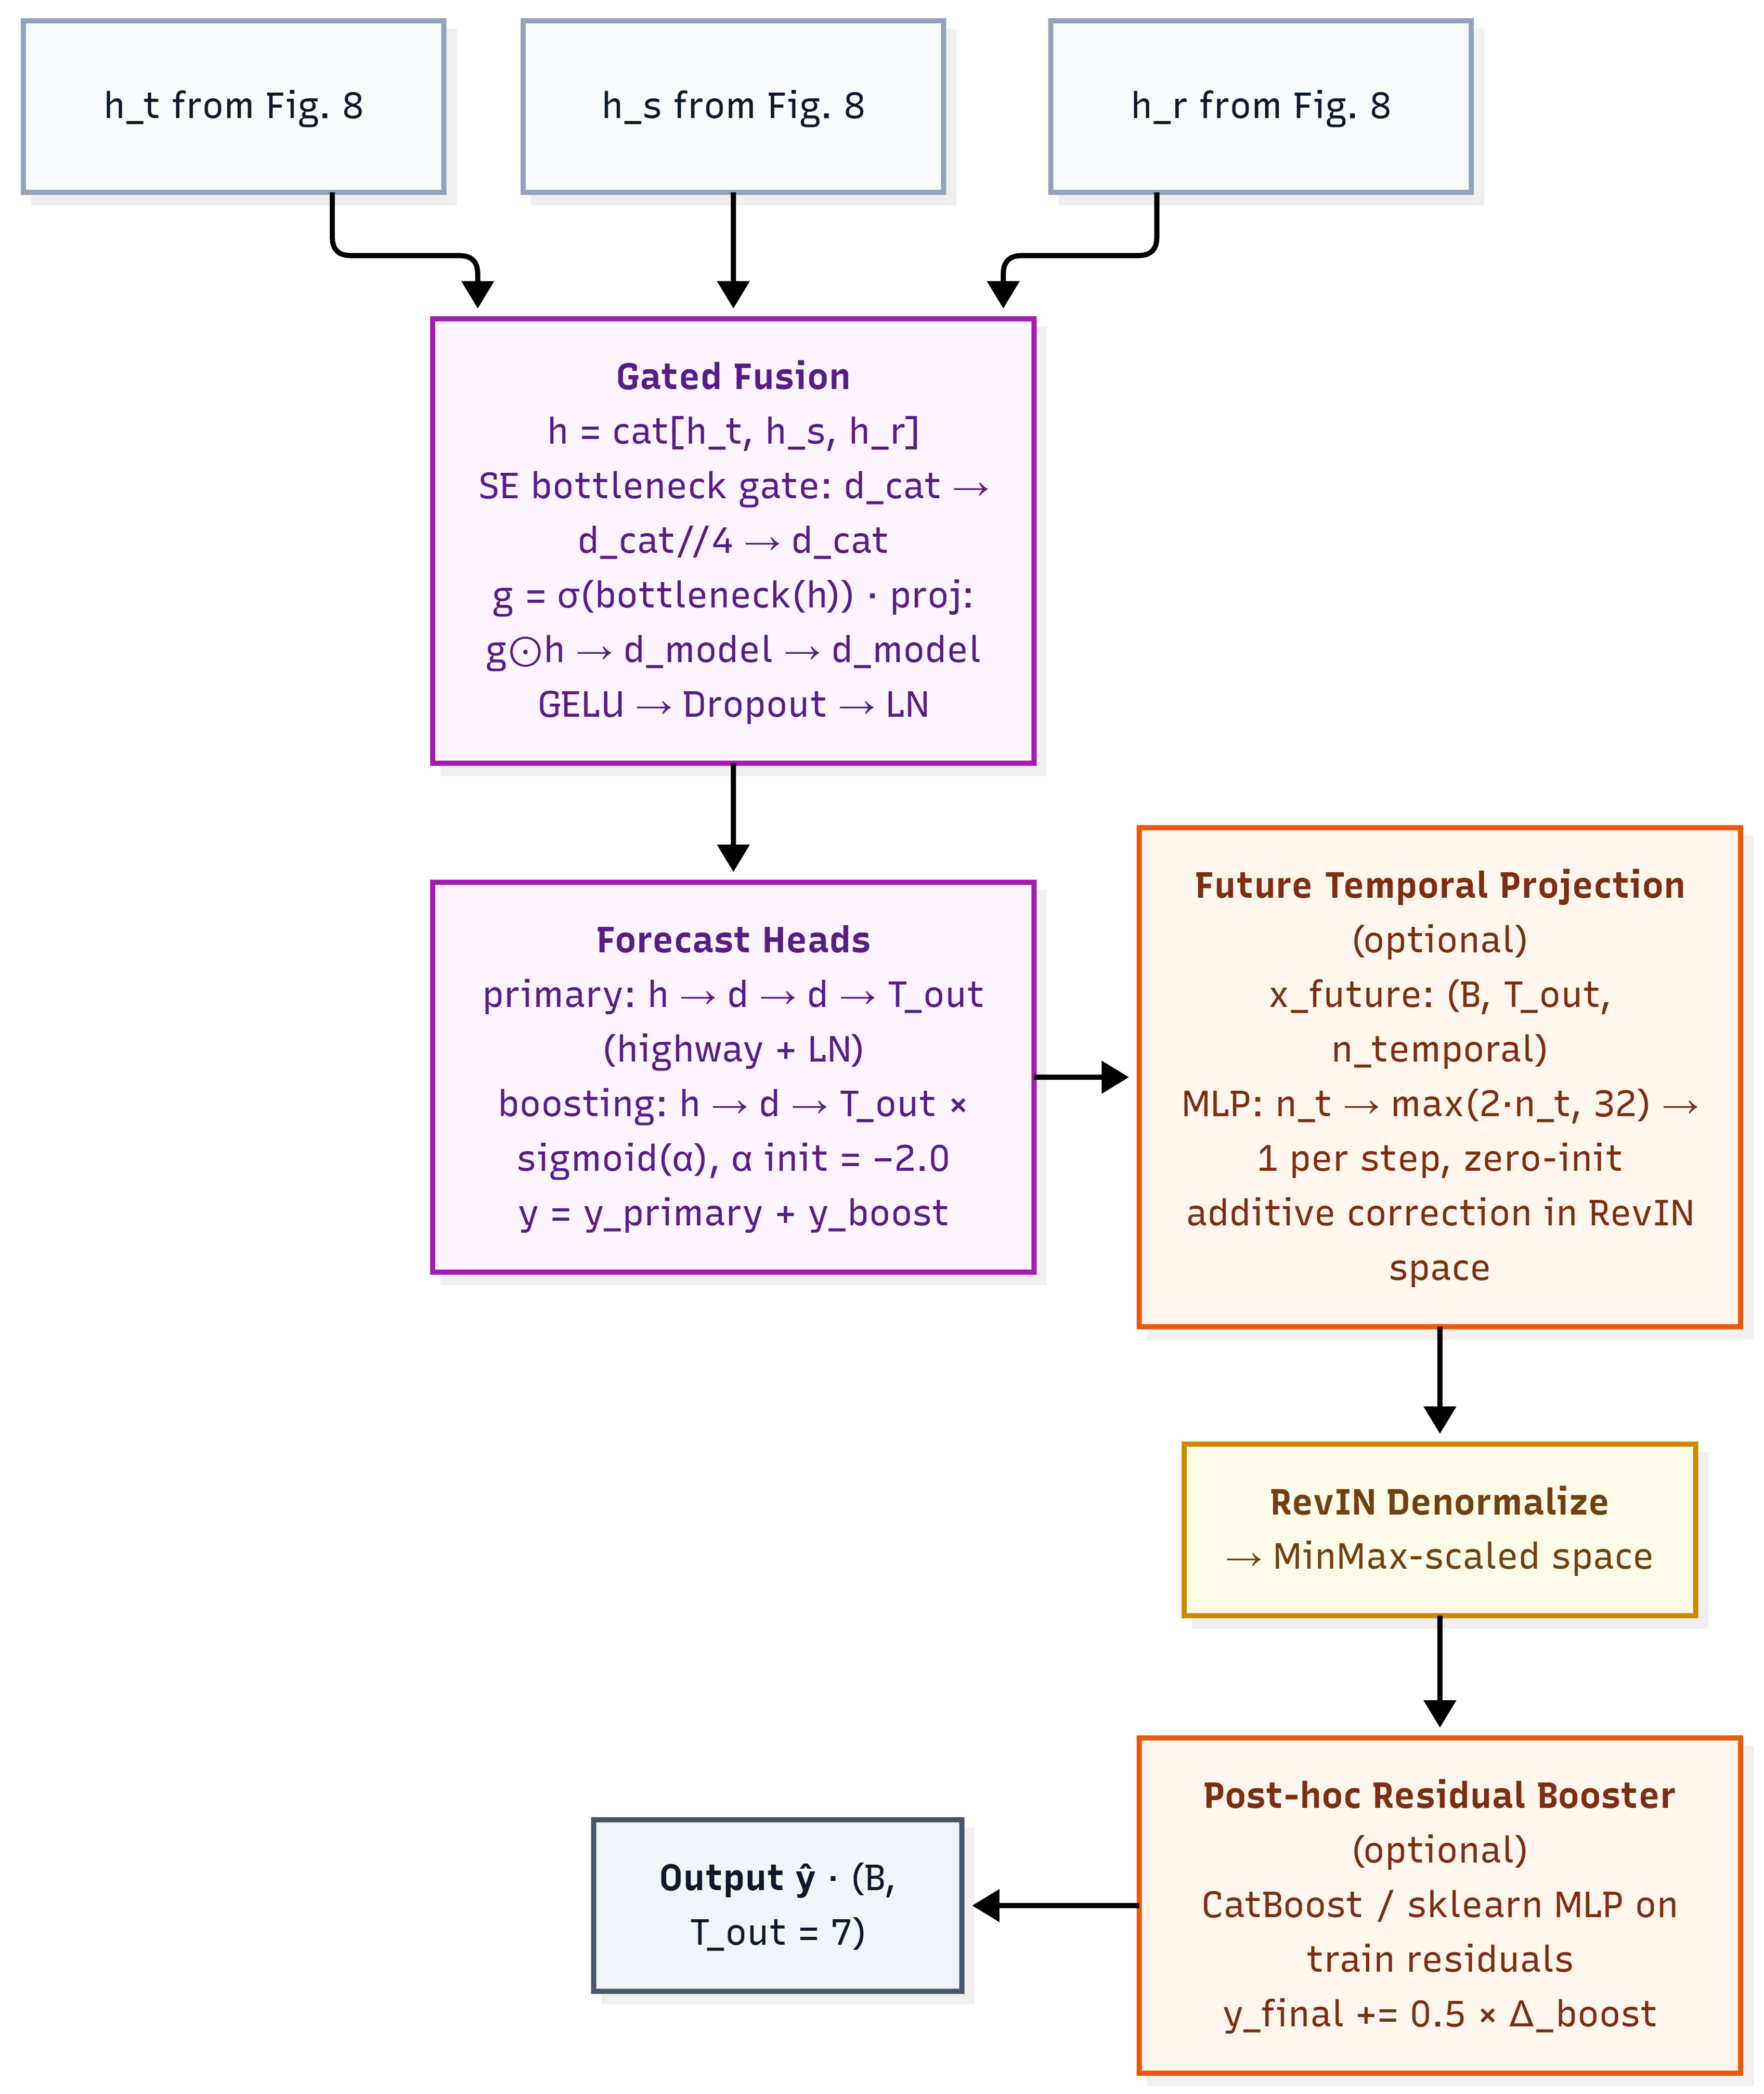 h_t from Fig. 8
h_s from Fig. 8
h_r from Fig. 8
Gated Fusion
h = cat[h_t, h_s, h_r]
SE bottleneck gate: d_cat →
d_cat//4 → d_cat
g = σ(bottleneck(h)) · proj:
g⊙h → d_model → d_model
GELU → Dropout → LN
Forecast Heads
primary: h → d → d → T_out
(highway + LN)
boosting: h → d → T_out ×
sigmoid(α), α init = −2.0
y = y_primary + y_boost
Future Temporal Projection
(optional)
x_future: (B, T_out,
n_temporal)
MLP: n_t → max(2·n_t, 32) →
1 per step, zero-init
additive correction in RevIN
space
RevIN Denormalize
→ MinMax-scaled space
Post-hoc Residual Booster
(optional)
CatBoost / sklearn MLP on
train residuals
y_final += 0.5 × Δ_boost
Output ŷ · (B,
T_out = 7)